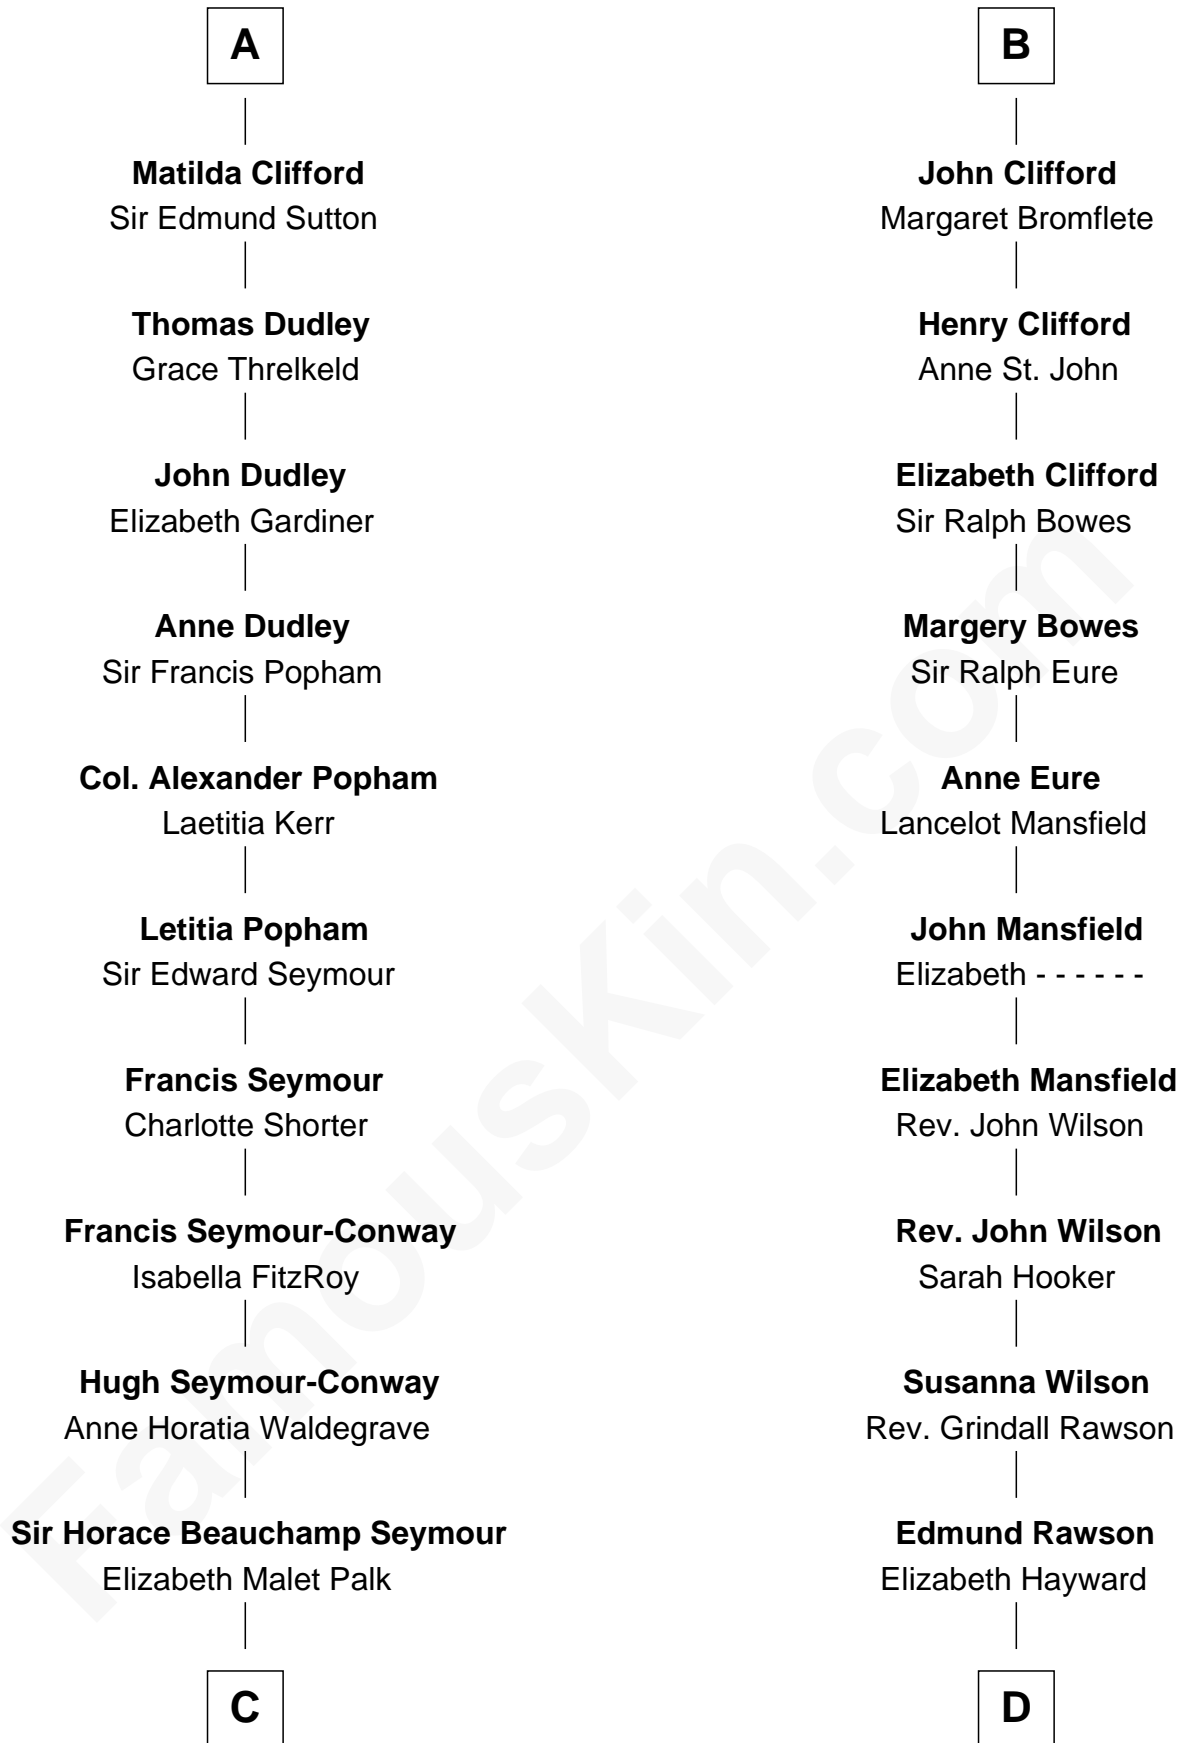 A
Matilda Clifford
Sir Edmund Sutton
Thomas Dudley
Grace Threlkeld
John Dudley
Elizabeth Gardiner
Anne Dudley
Sir Francis Popham
Col. Alexander Popham
Laetitia Kerr
Letitia Popham
Sir Edward Seymour
Francis Seymour
Charlotte Shorter
Francis Seymour-Conway
Isabella FitzRoy
Hugh Seymour-Conway
Anne Horatia Waldegrave
Sir Horace Beauchamp Seymour
Elizabeth Malet Palk
C
B
John Clifford
Margaret Bromflete
Henry Clifford
Anne St. John
Elizabeth Clifford
Sir Ralph Bowes
Margery Bowes
Sir Ralph Eure
Anne Eure
Lancelot Mansfield
John Mansfield
Elizabeth - - - - - -
Elizabeth Mansfield
Rev. John Wilson
Rev. John Wilson
Sarah Hooker
Susanna Wilson
Rev. Grindall Rawson
Edmund Rawson
Elizabeth Hayward
D
FamousKin.com